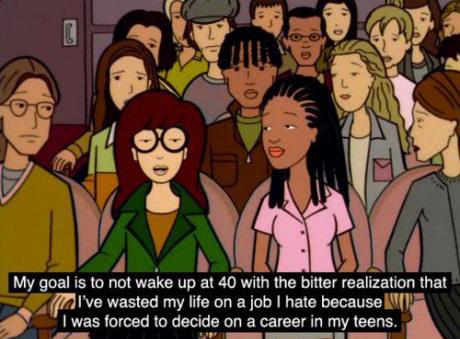 My goal is to not wake up at 40 with the bitter realization that
I've wasted my life on a job I hate because
I was forced to decide on a career in my teens.